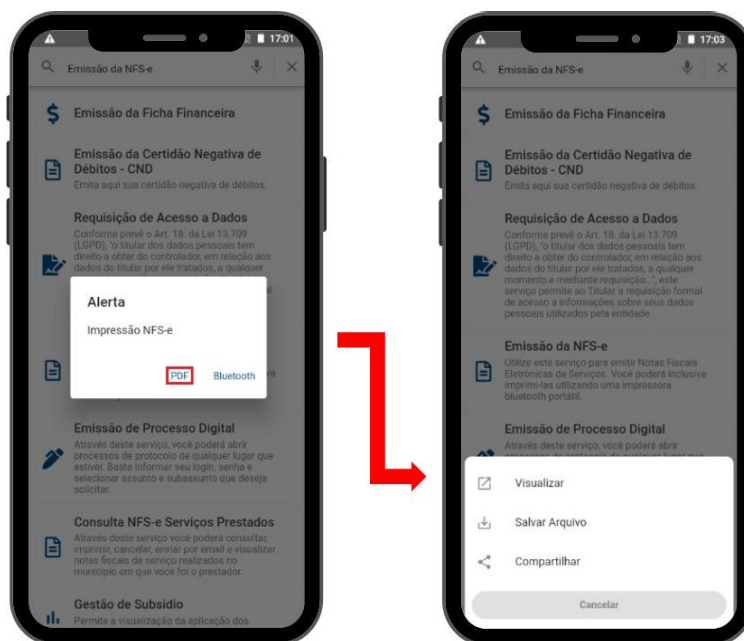 17:01
Emissão da NFS-e
Emissão da Ficha Financeira
Emissão da Certidão Negativa de
Débitos - CND
Emita aqui sua certidão negativa de débitos.
Requisição de Acesso a Dados
Conforme prevê o Art. 18. da Lei 13.709
(LGPD), "o titular dos dados pessoais tem
direito a obter do controlador, em relação aos
dados do titular por ele tratados, a qualquer
Alerta
Impressão NFS-e
PDF Bluetooth
Emissão de Processo Digital
Através deste serviço, você poderá abrir
processos de protocolo de qualquer lugar que
estiver. Basta informar seu login, senha e
selecionar assunto e subassunto que deseja
solicitar.
Consulta NFS-e Serviços Prestados
Através deste serviço você poderá consultar,
imprimir, cancelar, enviar por email e visualizar
notas fiscais de serviço realizados no
município em que você foi o prestador
Gestão de Subsídio
Permite a visualização da aplicação dos
17:03
Emissão da NFS-e
Emissão da Ficha Financeira
Emissão da Certidão Negativa de
Débitos - CND
Emita aqui sua certidão negativa de débitos.
Requisição de Acesso a Dados
Conforme prevê o Art. 18. da Lei 13.709
(LGPD), "o titular dos dados pessoais tem
direito a obter do controlador, em relação aos
dados do titular por ele tratados, a qualquer
momento e mediante requisição...", este
serviço permite ao Titular a requisição formal
de acesso a informações sobre seus dados
pessoais utilizados pela entidade.
Emissão da NFS-e
Utilize este serviço para emitir Notas Fiscais
Eletrônicas de Serviços. Você poderá inclusive
imprimi-las utilizando uma impressora
bluetooth portátil.
Emissão de Processo Digital
Através deste serviço, você poderá abrir
Visualizar
Salvar Arquivo
Compartilhar
Cancelar